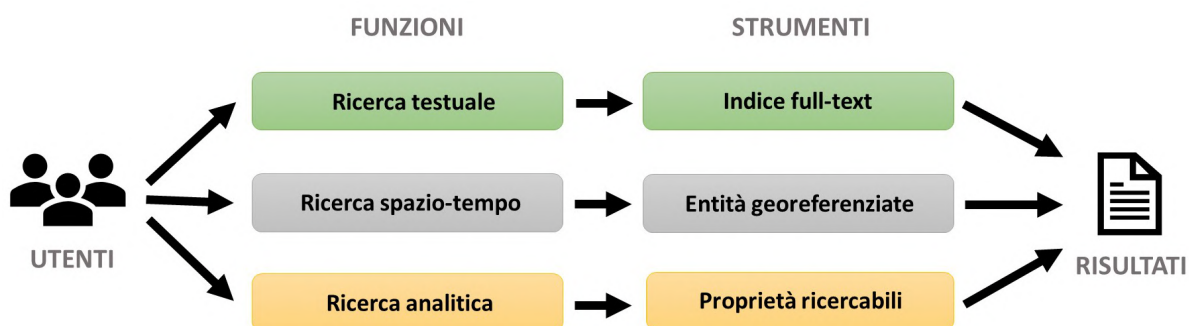 FUNZIONI
STRUMENTI
Ricerca testuale
Indice full-text
Ricerca spazio-tempo
Entità georeferenziate
UTENTI
RISULTATI
Ricerca analitica
Proprietà ricercabili